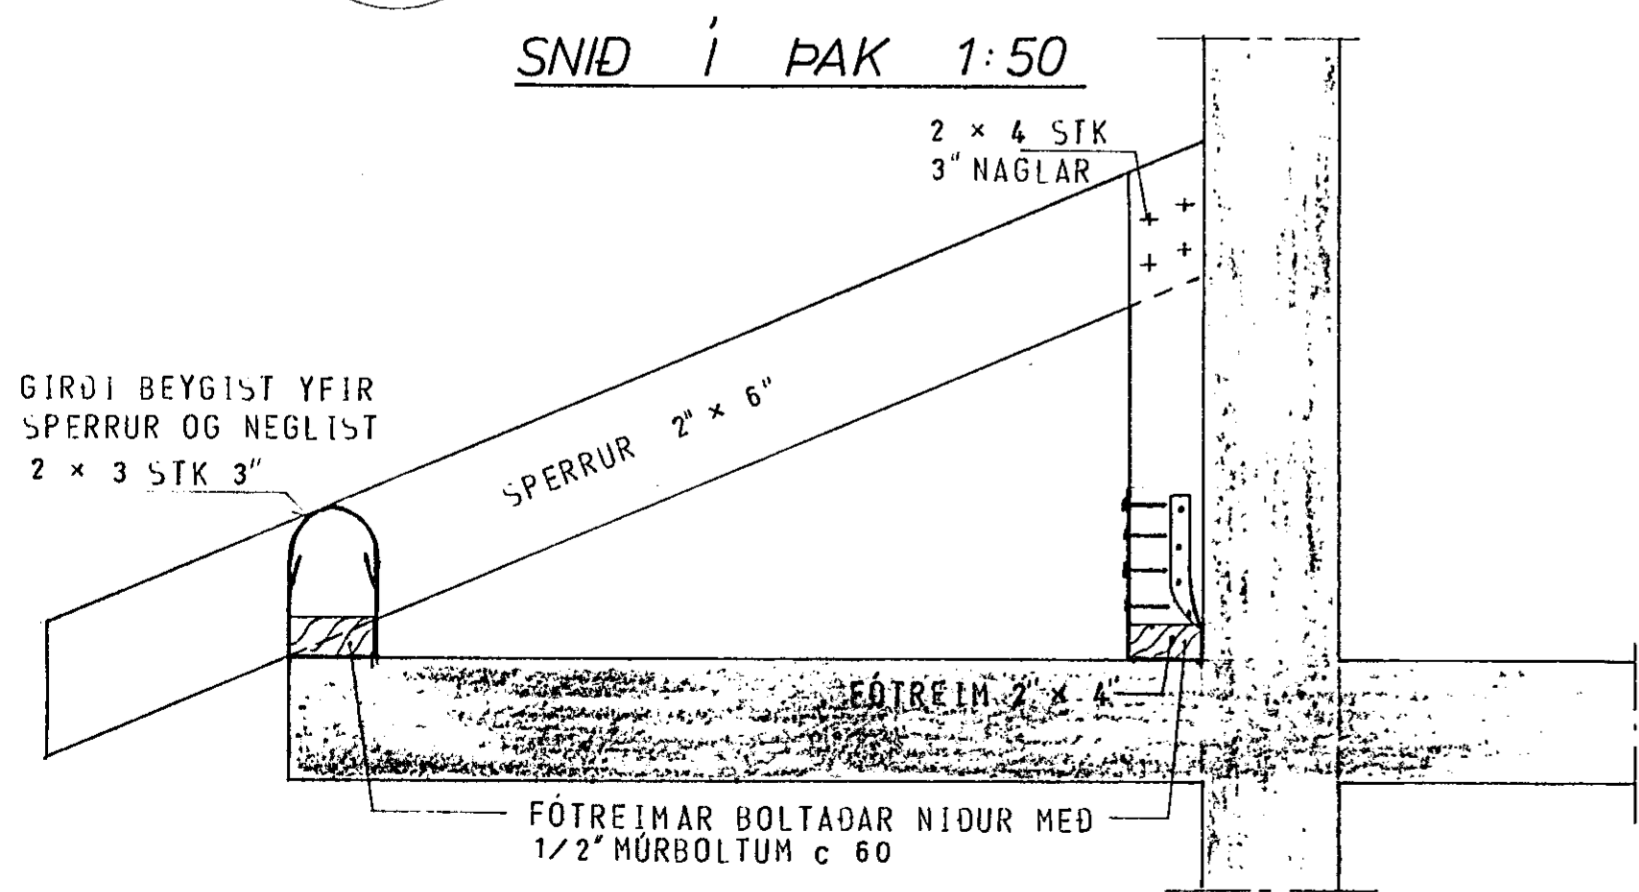 SNIÐ Í ÞAK 1:50
2 × 4 STK
3" NAGLAR
GIRÐI BEYGIST YFIR
SPERRUR OG NEGLIST
2 × 3 STK 3"
SPERRUR 2" × 6"
FÓTREIM 2" × 4"
FÓTREIMAR BOLTAÐAR NIÐUR MEÐ
1/2" MÚRBOLTUM c 60